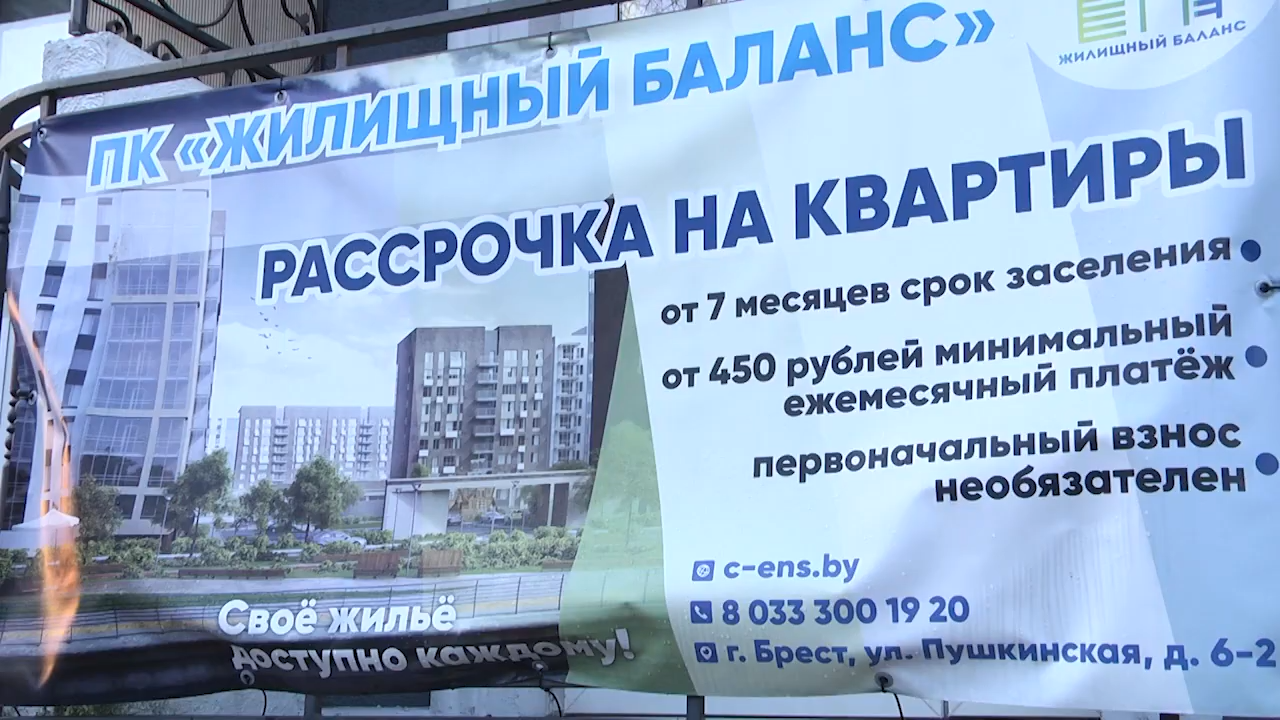 ПК «ЖИЛИЩНЫЙ БАЛАНС»
ЖИЛИЩНЫЙ БАЛАНС
РАССРОЧКА НА КВАРТИРЫ
от 7 месяцев срок заселения
от 450 рублей минимальный
ежемесячный платёж
первоначальный взнос
необязателен
c-ens.by
8 033 300 19 20
г. Брест, ул. Пушкинская, д. 6-2
Своё жильё
доступно каждому!